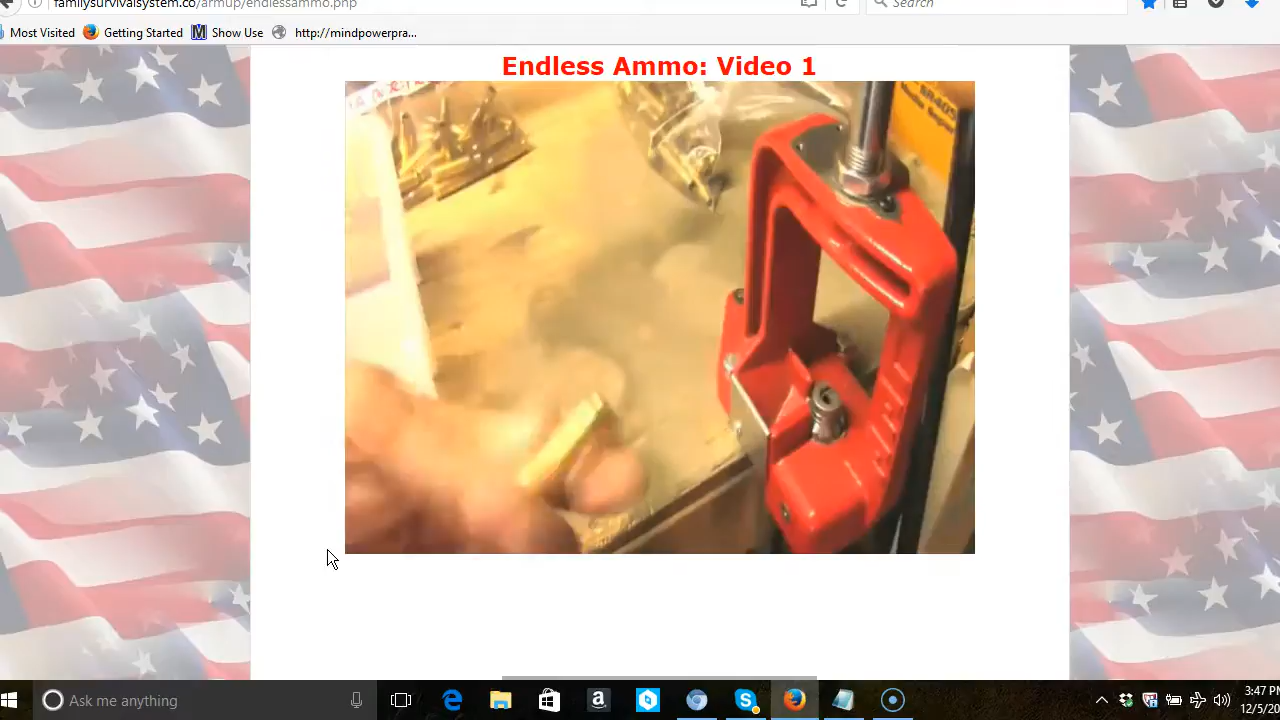 familysurvivalsystem.co/armup/endlessammo.php
Search
Most Visited
Getting Started
Show Use
http://mindpowerpra...
Endless Ammo: Video 1
Ask me anything
3:47 PM
12/5/20